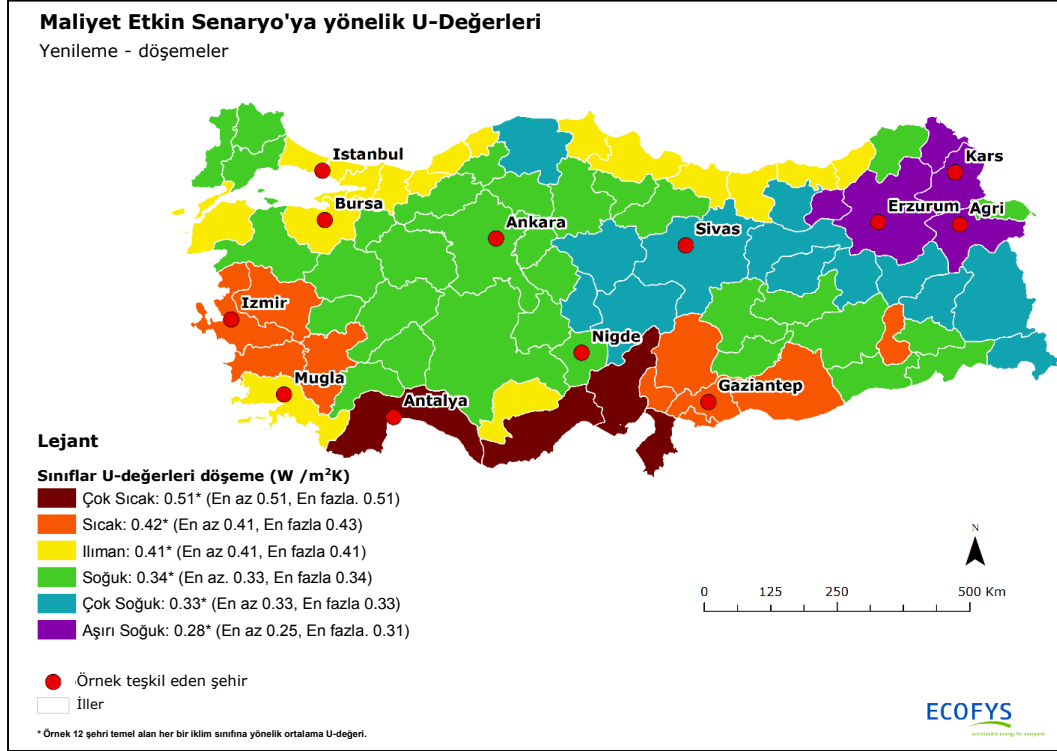 Maliyet Etkin Senaryo'ya yönelik U-Değerleri
Yenileme - döşemeler
Istanbul
Kars
Bursa
Erzurum
Agri
Ankara
Sivas
Izmir
Nigde
Mugla
Antalya
Gaziantep
Lejant
Sınıflar U-değerleri döşeme (W /m²K)
Çok Sıcak: 0.51* (En az 0.51, En fazla. 0.51)
Sıcak: 0.42* (En az 0.41, En fazla 0.43)
Ilıman: 0.41* (En az 0.41, En fazla 0.41)
Soğuk: 0.34* (En az. 0.33, En fazla 0.34)
Çok Soğuk: 0.33* (En az 0.33, En fazla 0.33)
Aşırı Soğuk: 0.28* (En az 0.25, En fazla. 0.31)
N
0 125 250 500 Km
Örnek teşkil eden şehir
İller
* Örnek 12 şehri temel alan her bir iklim sınıfına yönelik ortalama U-değeri.
ECOFYS
sustainable energy for everyone